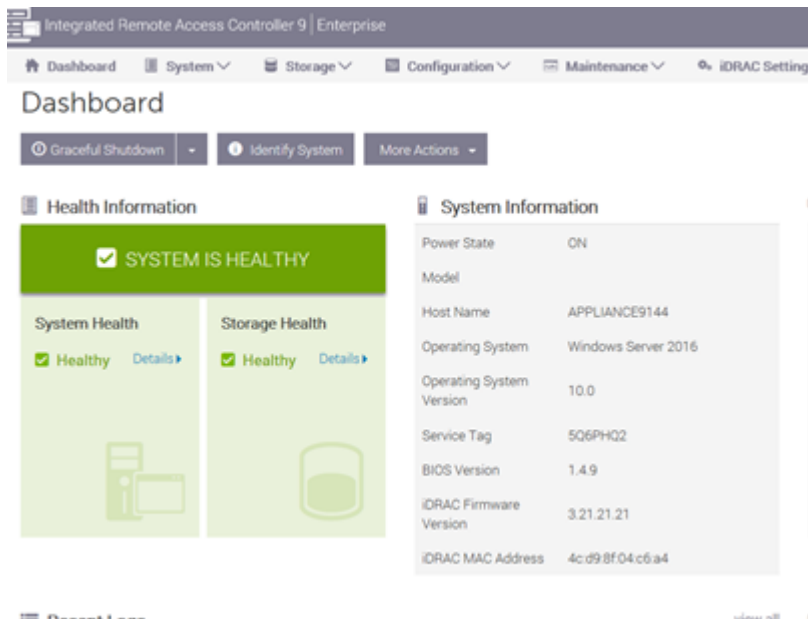 Integrated Remote Access Controller 9 | Enterprise
Dashboard System Storage Configuration Maintenance iDRAC Setting
Dashboard
Graceful Shutdown Identify System More Actions
Health Information
SYSTEM IS HEALTHY
System Health
Healthy Details
Storage Health
Healthy Details
System Information
Power State ON
Model
Host Name APPLIANCE9144
Operating System Windows Server 2016
Operating System
Version
10.0
Service Tag 5Q6PHQ2
BIOS Version 1.4.9
iDRAC Firmware
Version
3.21.21.21
iDRAC MAC Address 4c:d9:8f:04:c6:a4
Recent Logs
view all